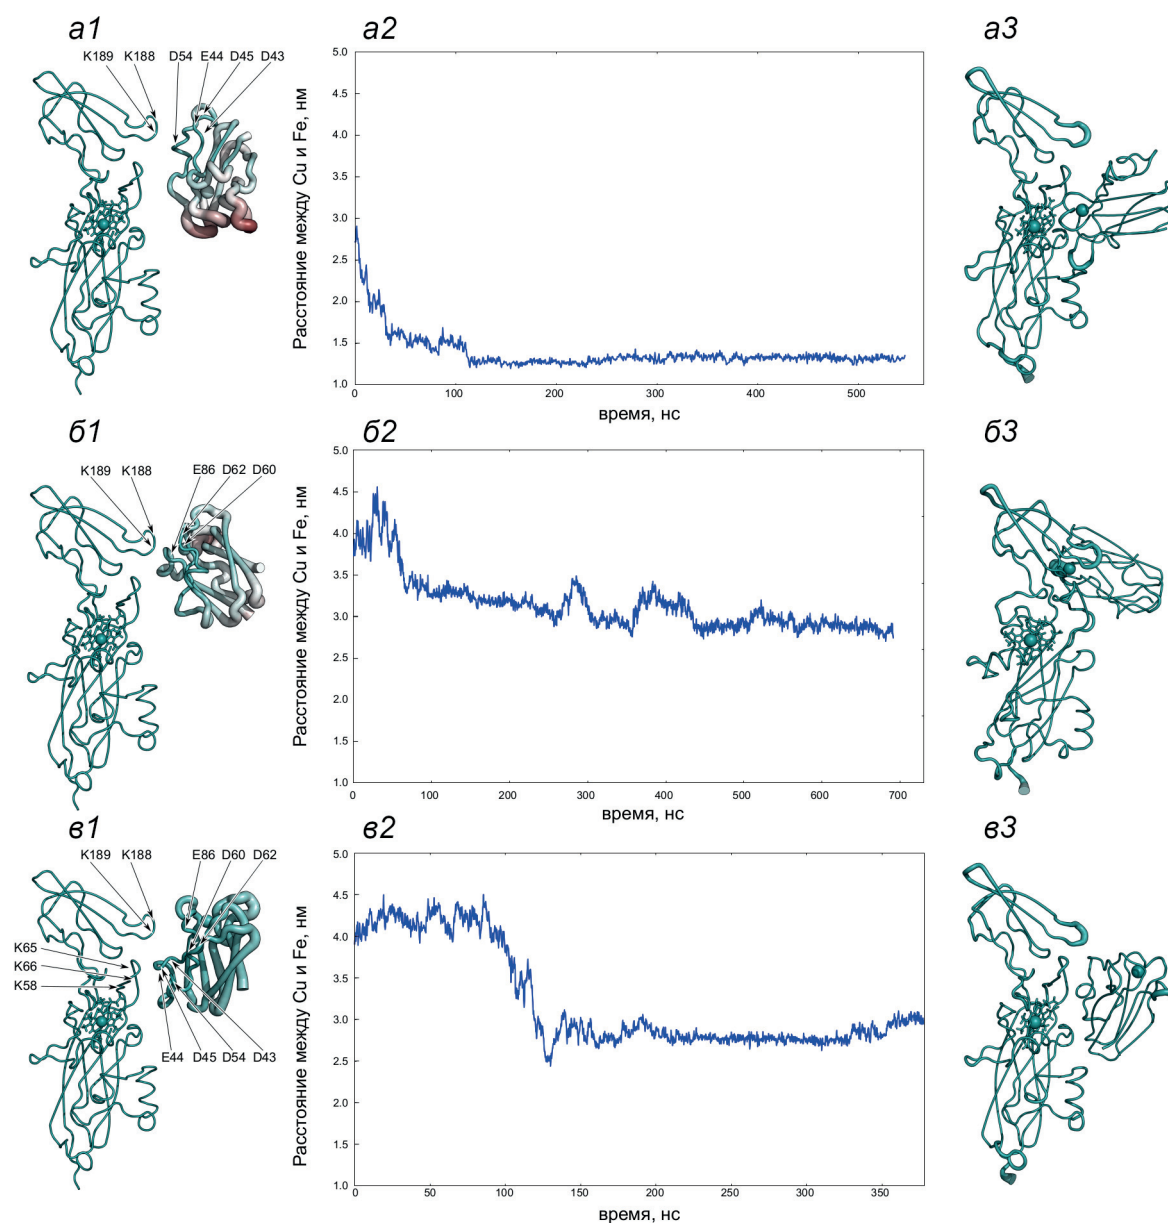 а1
а2
а3
K189 K188 D54 E44 D45 D43
Расстояние между Cu и Fe, нм
5.0
4.5
4.0
3.5
3.0
2.5
2.0
1.5
1.0
0 100 200 300 400 500
время, нс
б1
б2
б3
K189 K188 E86 D62 D60
Расстояние между Cu и Fe, нм
5.0
4.5
4.0
3.5
3.0
2.5
2.0
1.5
1.0
0 100 200 300 400 500 600 700
время, нс
в1
в2
в3
K189 K188 E86 D60 D62
K65
K66
K58
E44 D45 D54 D43
Расстояние между Cu и Fe, нм
5.0
4.5
4.0
3.5
3.0
2.5
2.0
1.5
1.0
0 50 100 150 200 250 300 350
время, нс